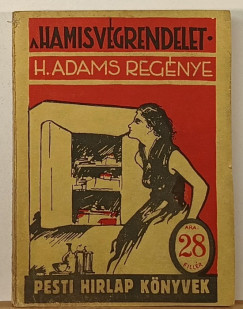 A HAMIS VÉGRENDELET
H. ADAMS REGÉNYE
ÁRA:
28
FILLÉR
PESTI HIRLAP KÖNYVEK